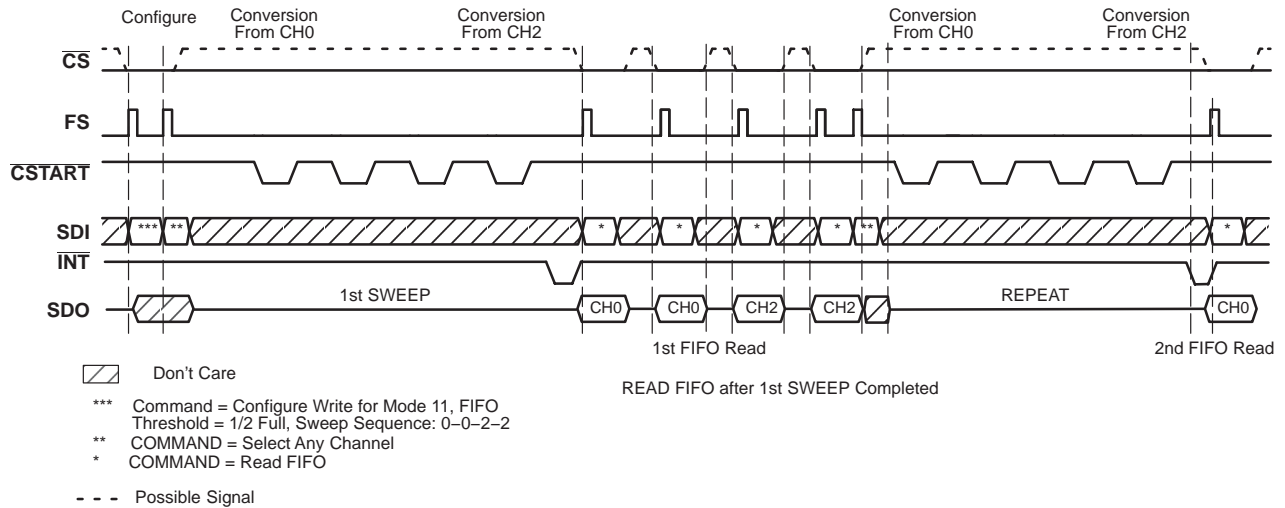 Configure
Conversion
From CH0
Conversion
From CH2
Conversion
From CH0
Conversion
From CH2
CS
FS
CSTART
SDI
*** ** * * * * ** *
INT
SDO
1st SWEEP
CH0 CH0 CH2 CH2
REPEAT
CH0
1st FIFO Read
2nd FIFO Read
Don't Care
READ FIFO after 1st SWEEP Completed
*** Command = Configure Write for Mode 11, FIFO
Threshold = 1/2 Full, Sweep Sequence: 0–0–2–2
** COMMAND = Select Any Channel
* COMMAND = Read FIFO
Possible Signal